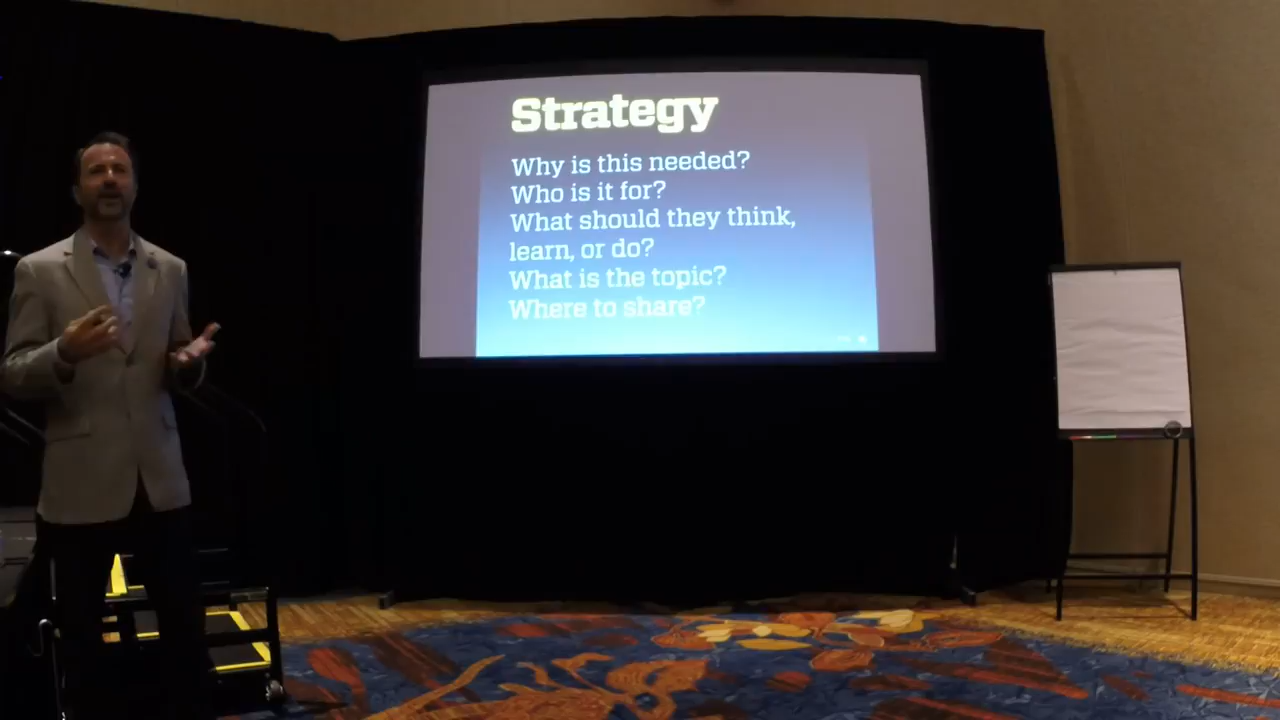 Strategy
Why is this needed?
Who is it for?
What should they think,
learn, or do?
What is the topic?
Where to share?